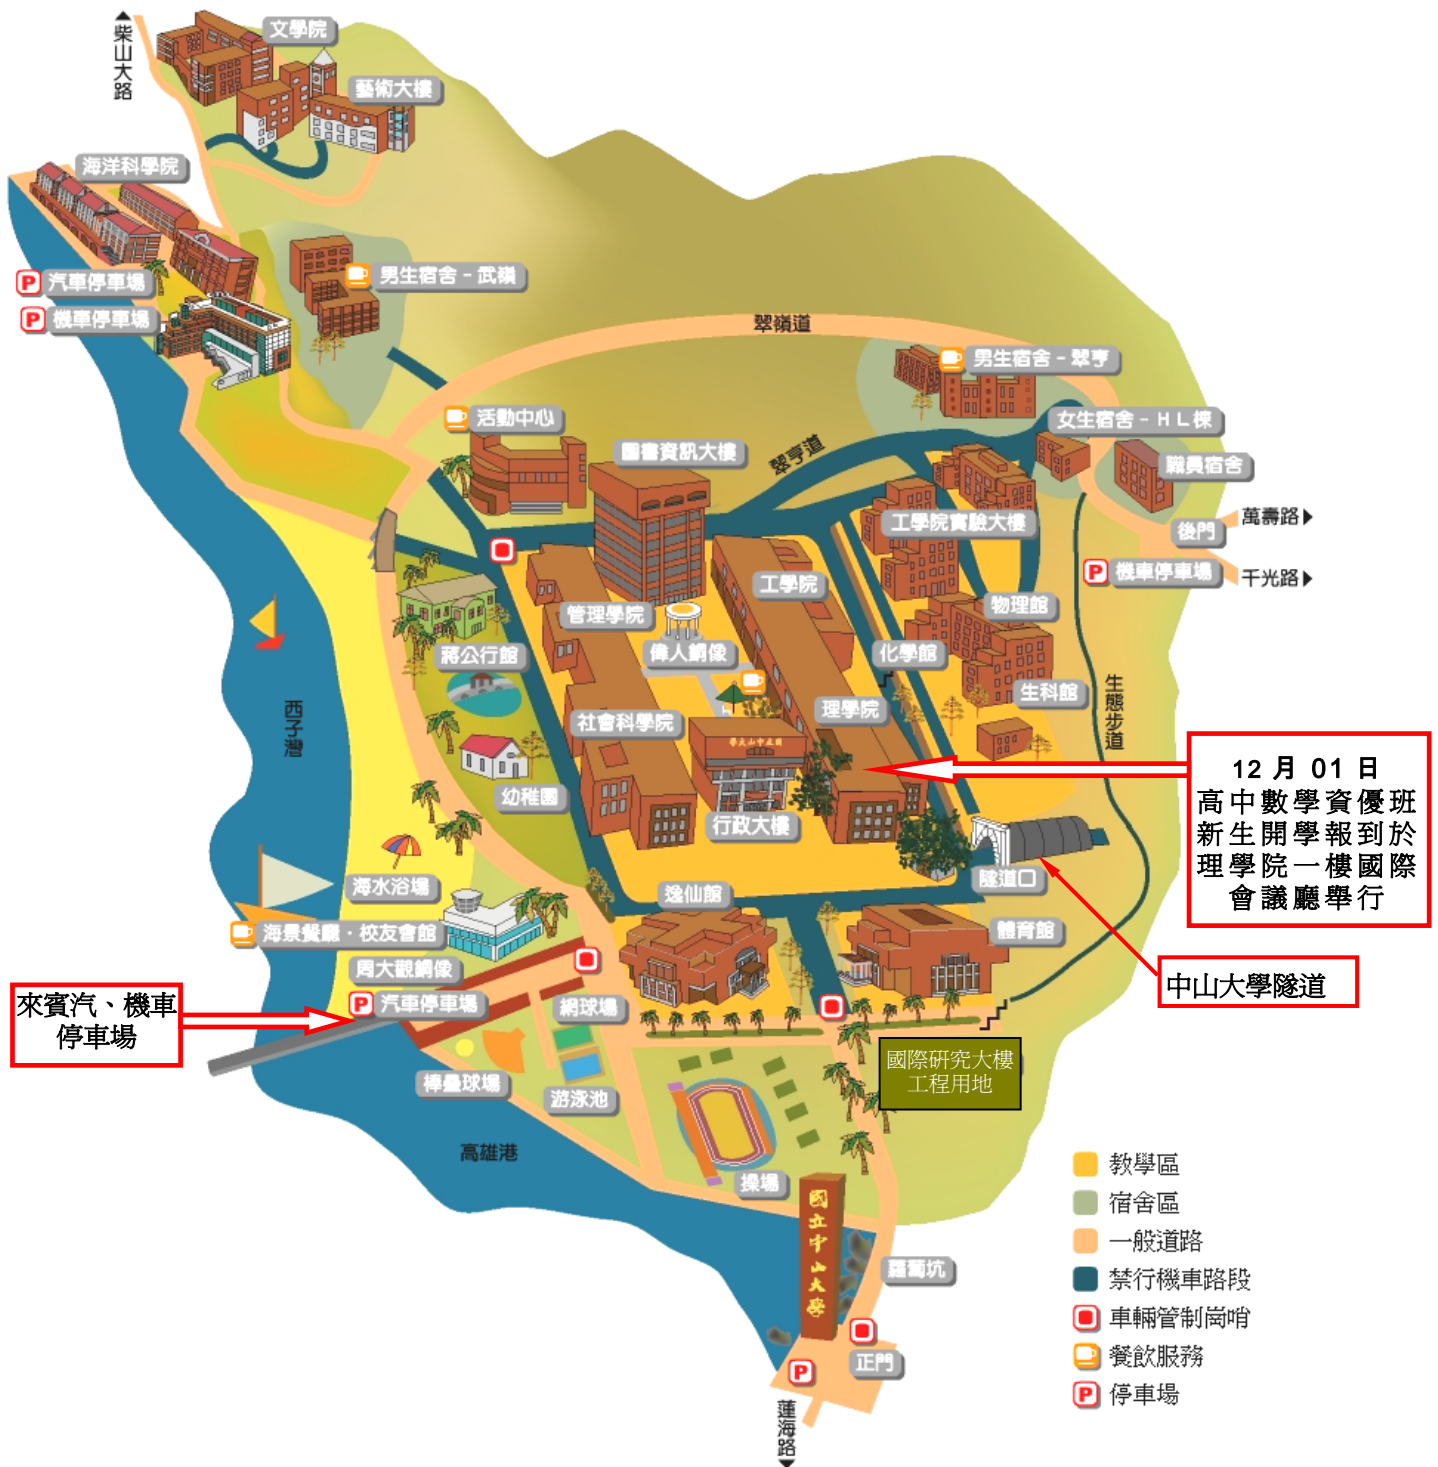 柴山大路
文學院
藝術大樓
海洋科學院
汽車停車場
機車停車場
男生宿舍-武嶺
翠嶺道
男生宿舍-翠亨
女生宿舍-HL棟
職員宿舍
活動中心
圖書資訊大樓
翠亨道
工學院實驗大樓
後門
萬壽路
千光路
機車停車場
工學院
管理學院
物理館
偉人銅像
化學館
蔣公行館
生科館
生態步道
西子灣
社會科學院
理學院
國立中山大學
幼稚園
行政大樓
12 月 01 日
高中數學資優班
新生開學報到於
理學院一樓國際
會議廳舉行
隧道口
海水浴場
逸仙館
體育館
海景餐廳・校友會館
周大觀銅像
汽車停車場
網球場
中山大學隧道
來賓汽、機車
停車場
國際研究大樓
工程用地
棒壘球場
游泳池
高雄港
操場
國立中山大學
蘿蔔坑
正門
蓮海路
教學區
宿舍區
一般道路
禁行機車路段
車輛管制崗哨
餐飲服務
停車場